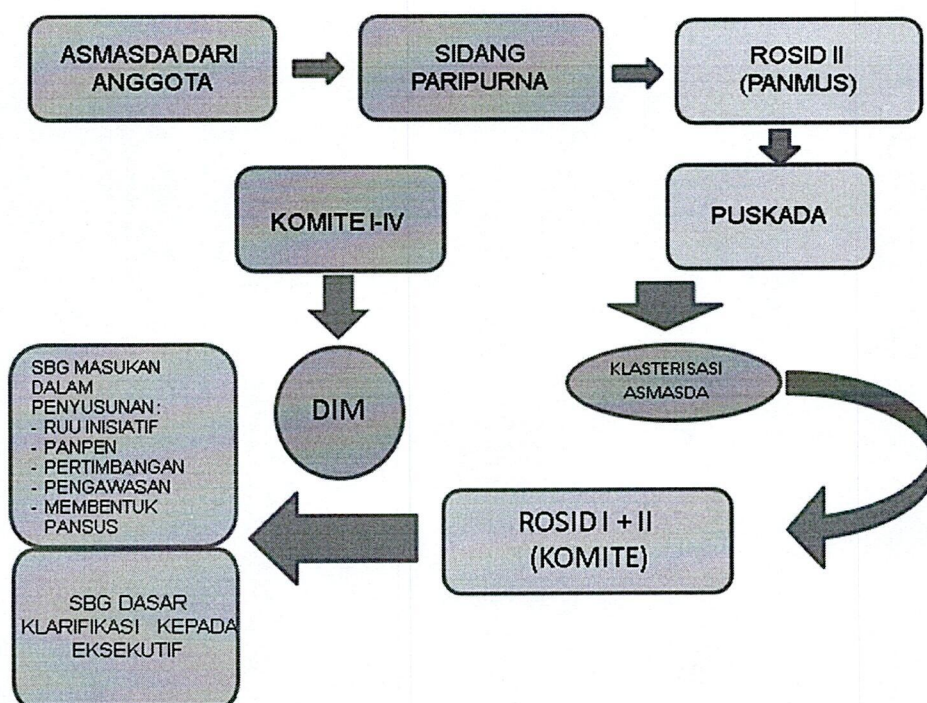 ASMASDA DARI
ANGGOTA
SIDANG
PARIPURNA
ROSID II
(PANMUS)
PUSKADA
KOMITE I-IV
KLASTERISASI
ASMASDA
DIM
SBG MASUKAN
DALAM
PENYUSUNAN :
- RUU INISIATIF
- PANPEN
- PERTIMBANGAN
- PENGAWASAN
- MEMBENTUK
PANSUS
ROSID I + II
(KOMITE)
SBG DASAR
KLARIFIKASI KEPADA
EKSEKUTIF